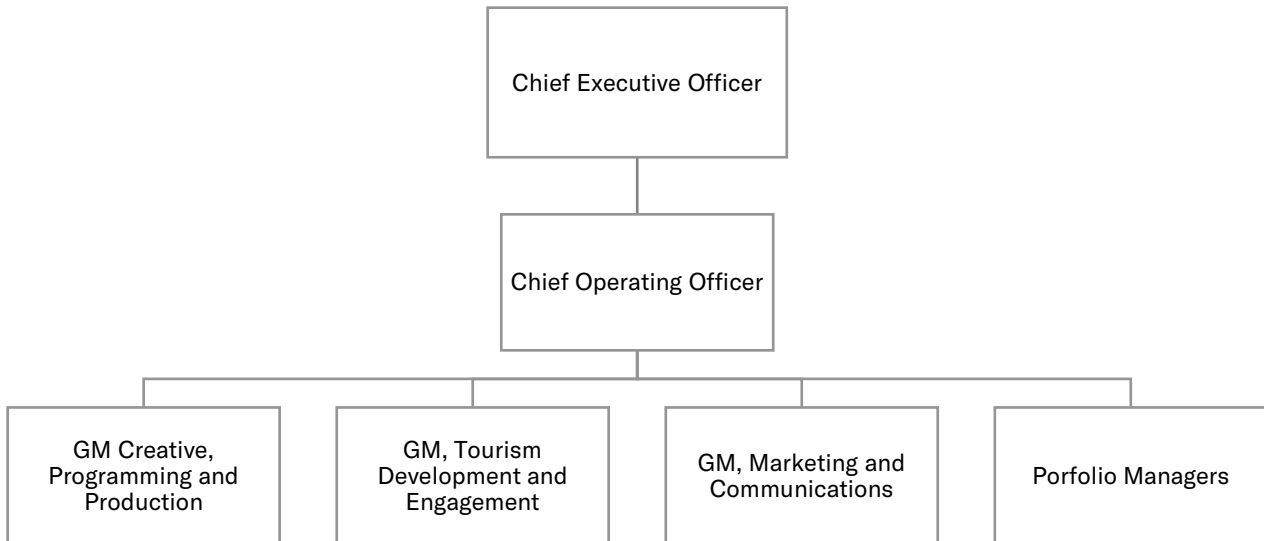 Chief Executive Officer
Chief Operating Officer
GM Creative,
Programming and
Production
GM, Tourism
Development and
Engagement
GM, Marketing and
Communications
Porfolio Managers